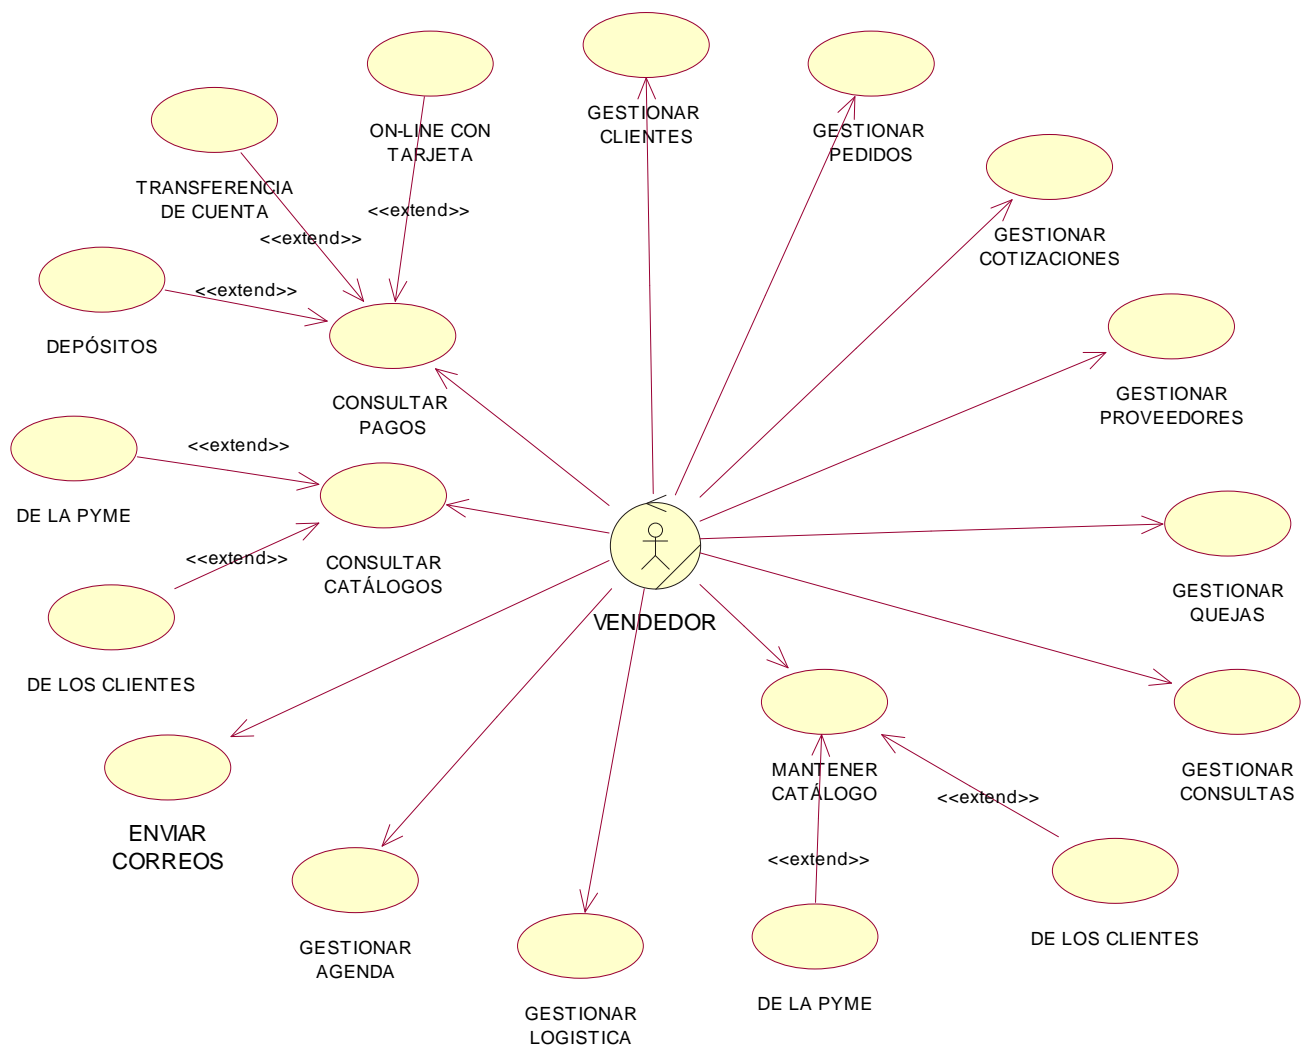 GESTIONAR
CLIENTES
GESTIONAR
PEDIDOS
ON-LINE CON
TARJETA
TRANSFERENCIA
DE CUENTA
<<extend>>
<<extend>>
<<extend>>
GESTIONAR
COTIZACIONES
DEPÓSITOS
CONSULTAR
PAGOS
GESTIONAR
PROVEEDORES
<<extend>>
DE LA PYME
<<extend>>
CONSULTAR
CATÁLOGOS
VENDEDOR
GESTIONAR
QUEJAS
DE LOS CLIENTES
MANTENER
CATÁLOGO
<<extend>>
GESTIONAR
CONSULTAS
ENVIAR
CORREOS
<<extend>>
GESTIONAR
AGENDA
DE LOS CLIENTES
DE LA PYME
GESTIONAR
LOGISTICA